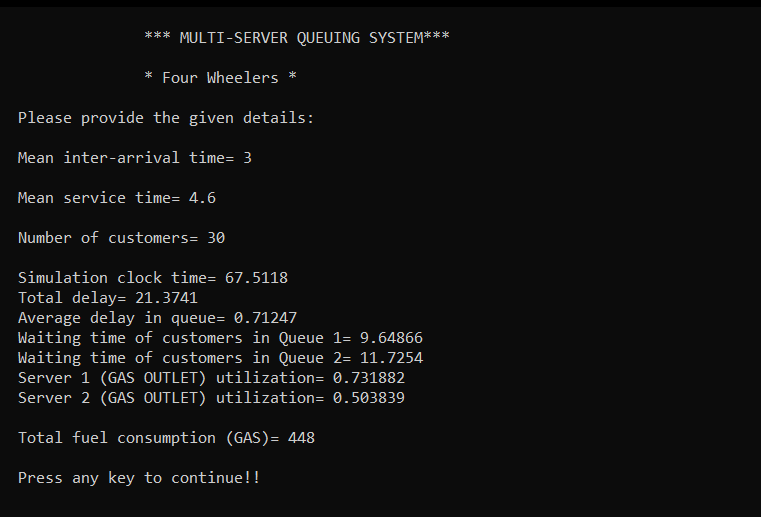 *** MULTI-SERVER QUEUING SYSTEM***
* Four Wheelers *
Please provide the given details:
Mean inter-arrival time= 3
Mean service time= 4.6
Number of customers= 30
Simulation clock time= 67.5118
Total delay= 21.3741
Average delay in queue= 0.71247
Waiting time of customers in Queue 1= 9.64866
Waiting time of customers in Queue 2= 11.7254
Server 1 (GAS OUTLET) utilization= 0.731882
Server 2 (GAS OUTLET) utilization= 0.503839
Total fuel consumption (GAS)= 448
Press any key to continue!!